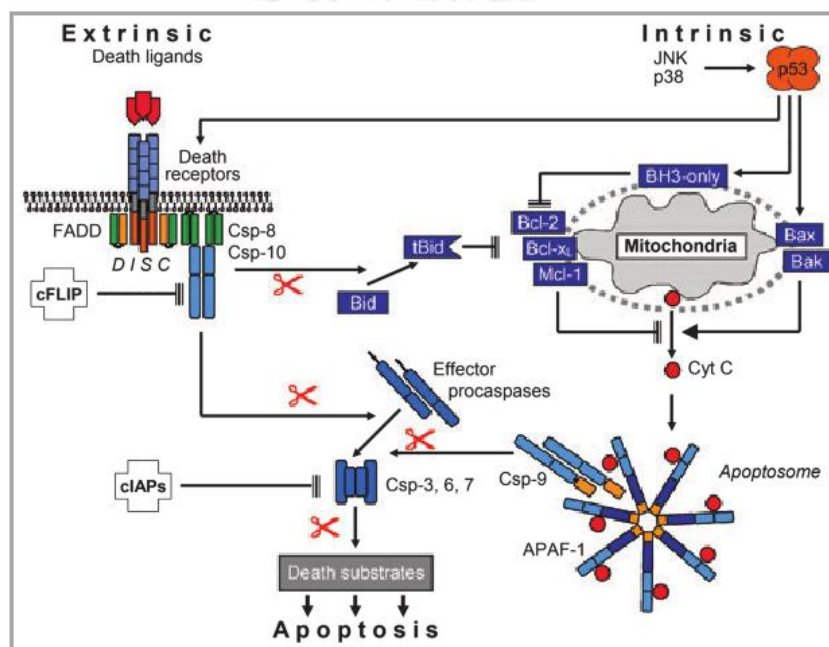 Extrinsic
Death ligands
Intrinsic
JNK
p38
p53
Death
receptors
BH3-only
FADD
Csp-8
Csp-10
DISC
Bcl-2
Bcl-xL
Mcl-1
tBid
Bid
Mitochondria
Bax
Bak
cFLIP
Cyt C
Effector
procaspases
Csp-9
Apoptosome
cIAPs
Csp-3, 6, 7
APAF-1
Death substrates
Apoptosis